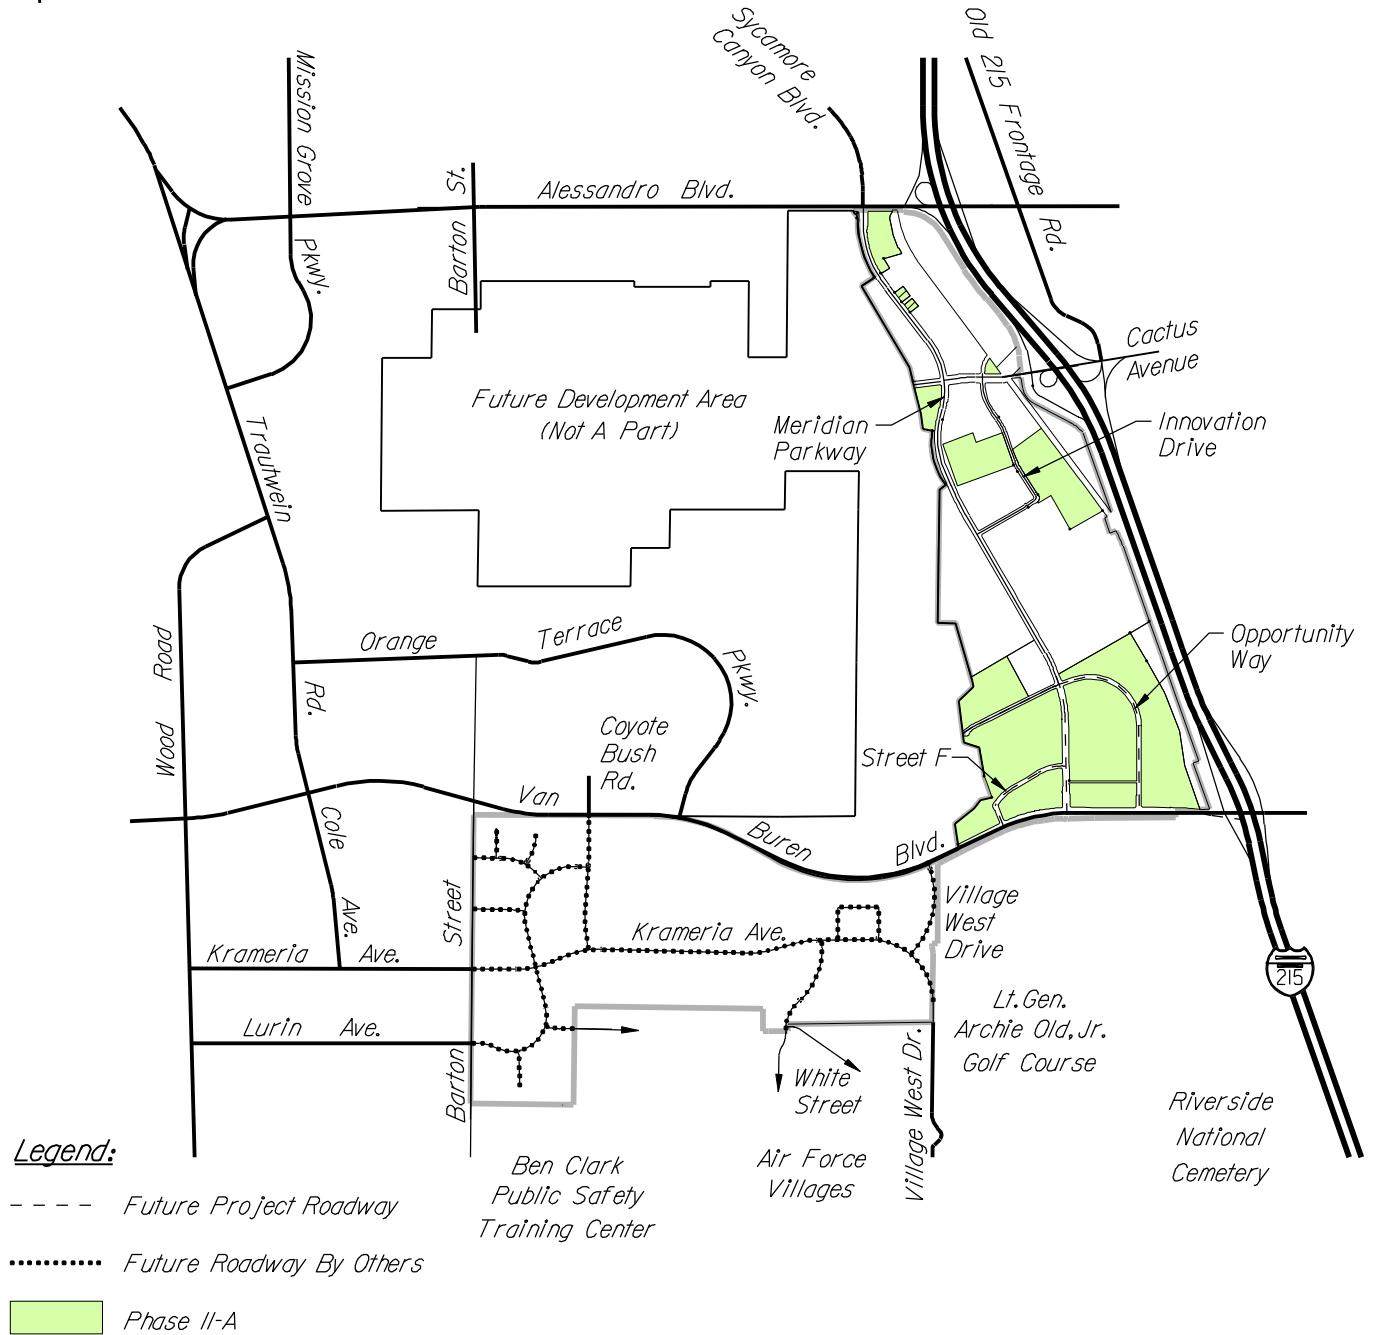 Sycamore
Canyon Blvd.
Old 215 Frontage Rd.
Mission Grove Pkwy.
Barton St.
Alessandro Blvd.
Cactus
Avenue
Future Development Area
(Not A Part)
Meridian
Parkway
Innovation
Drive
Trautwein Rd.
Wood Road
Orange Terrace Pkwy.
Opportunity
Way
Coyote
Bush
Rd.
Street F
Van Buren Blvd.
Cole Ave.
Barton Street
Village
West
Drive
Krameria Ave.
Krameria Ave.
215
Lt.Gen.
Archie Old,Jr.
Golf Course
Lurin Ave.
White
Street
Village West Dr.
Riverside
National
Cemetery
Legend:
Ben Clark
Public Safety
Training Center
Air Force
Villages
Future Project Roadway
Future Roadway By Others
Phase II-A